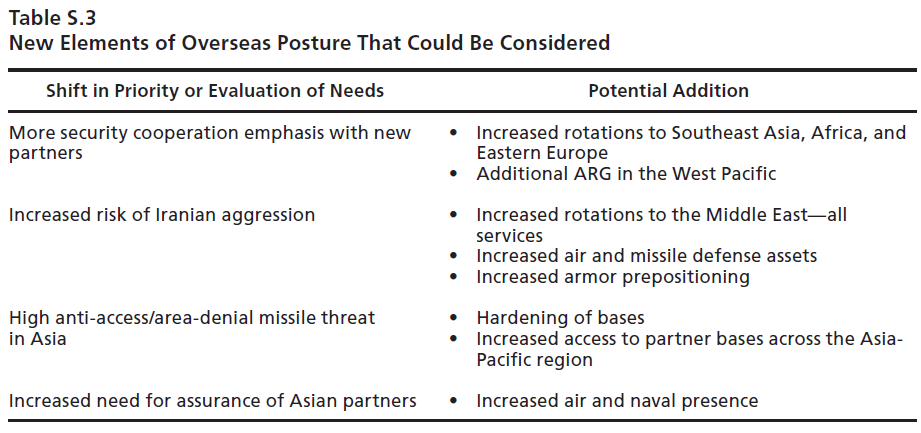 Table S.3
New Elements of Overseas Posture That Could Be Considered
Shift in Priority or Evaluation of Needs
Potential Addition
More security cooperation emphasis with new
partners
• Increased rotations to Southeast Asia, Africa, and
Eastern Europe
• Additional ARG in the West Pacific
Increased risk of Iranian aggression
• Increased rotations to the Middle East—all
services
• Increased air and missile defense assets
• Increased armor prepositioning
High anti-access/area-denial missile threat
in Asia
• Hardening of bases
• Increased access to partner bases across the Asia-
Pacific region
Increased need for assurance of Asian partners
• Increased air and naval presence